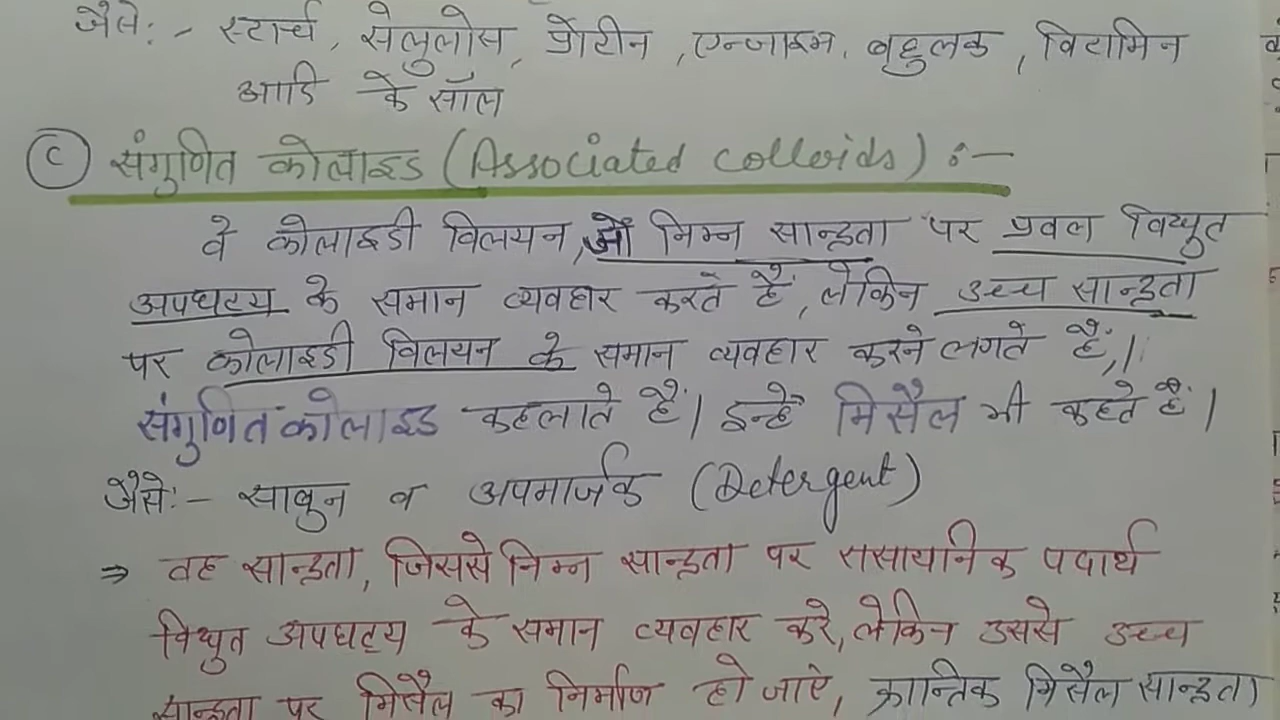 जैसे:- स्टार्च, सेलुलोस, प्रोटीन, एन्जाइम, बहुलक, विटामिन
आदि के सॉल
(C) संगुणित कोलाइड (Associated colloids) :-
वे कोलाइडी विलयन, जो निम्न सान्द्रता पर प्रबल विद्युत
अपघट्य के समान व्यवहार करते हैं, लेकिन उच्च सान्द्रता
पर कोलाइडी विलयन के समान व्यवहार करने लगते हैं,।
संगुणित कोलाइड कहलाते हैं। इन्हें मिसैल भी कहते हैं।
जैसे:- साबुन व अपमार्जक (Detergent)
⇒ वह सान्द्रता, जिससे निम्न सान्द्रता पर रासायनिक पदार्थ
विद्युत अपघट्य के समान व्यवहार करे, लेकिन उससे उच्च
सान्द्रता पर मिसैल का निर्माण हो जाऐ, क्रान्तिक मिसैल सान्द्रता